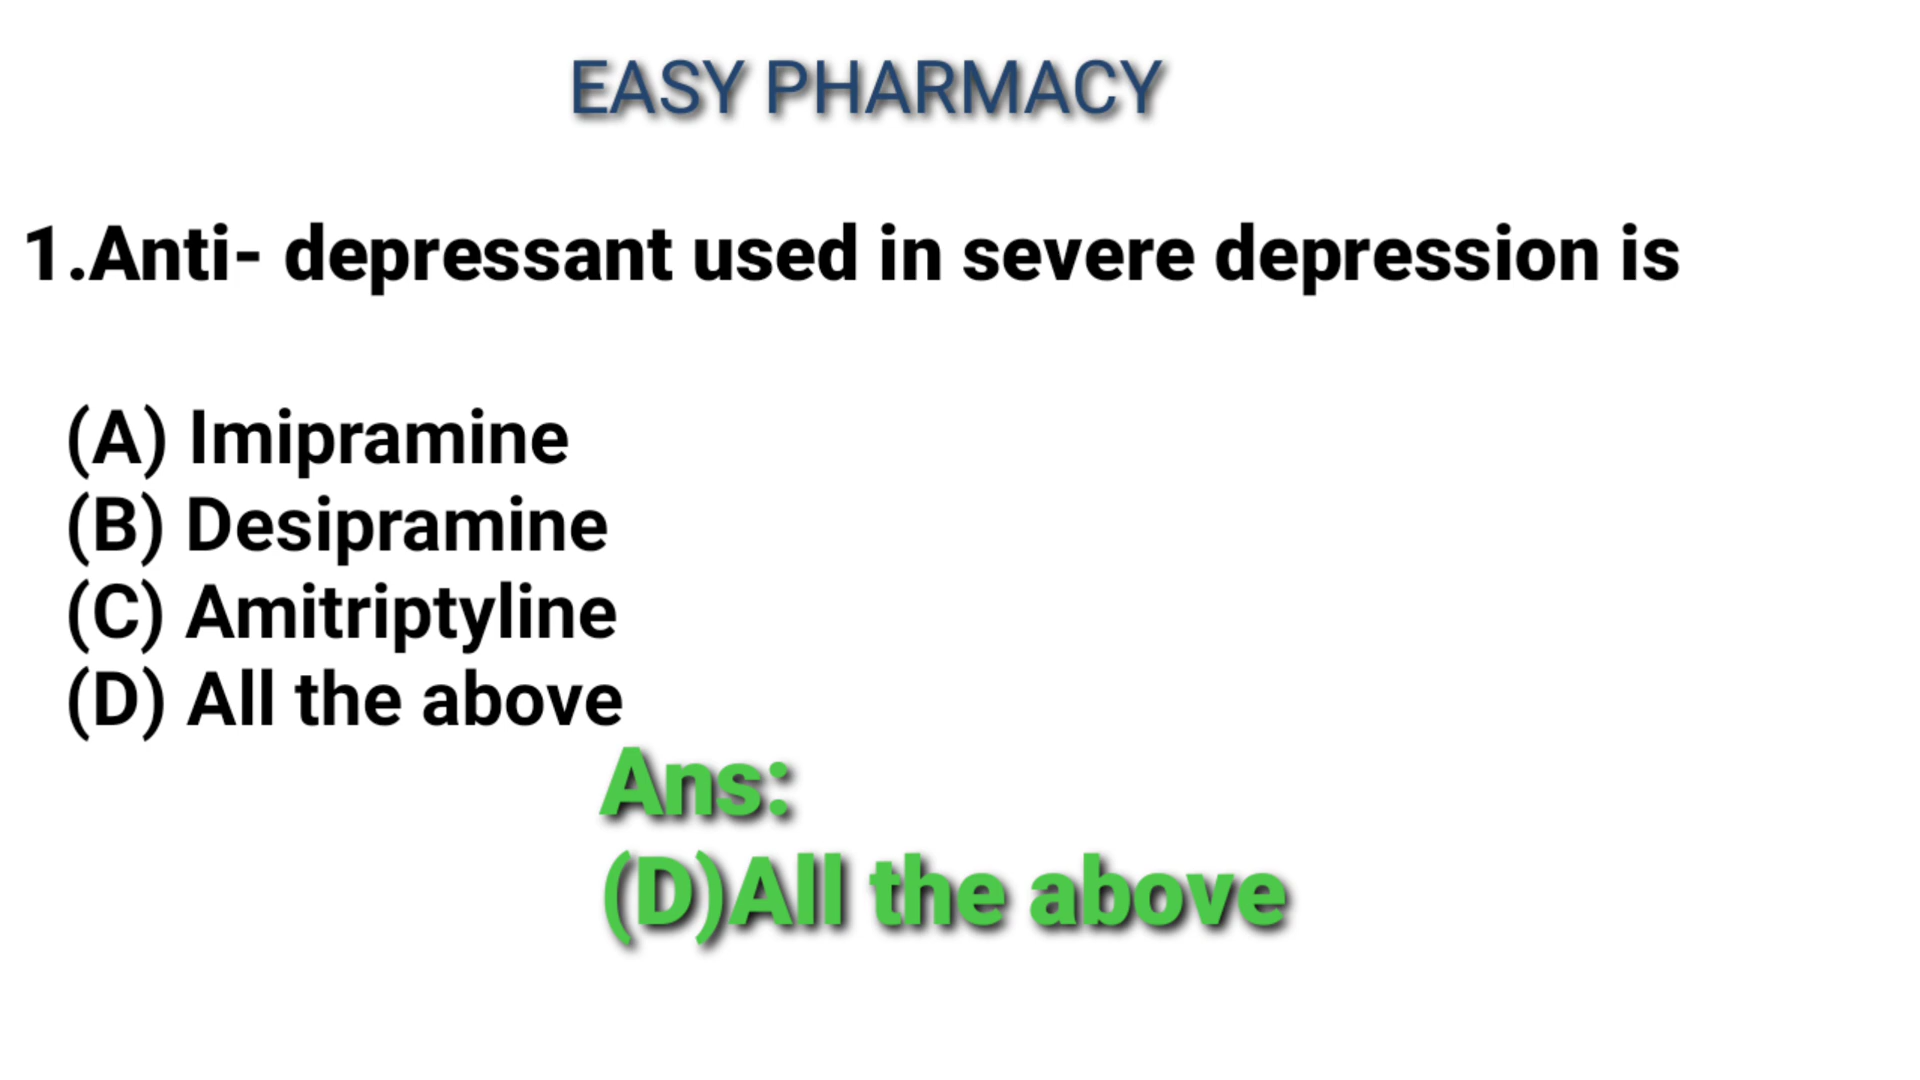 EASY PHARMACY
1.Anti- depressant used in severe depression is
(A) Imipramine
(B) Desipramine
(C) Amitriptyline
(D) All the above
Ans:
(D)All the above